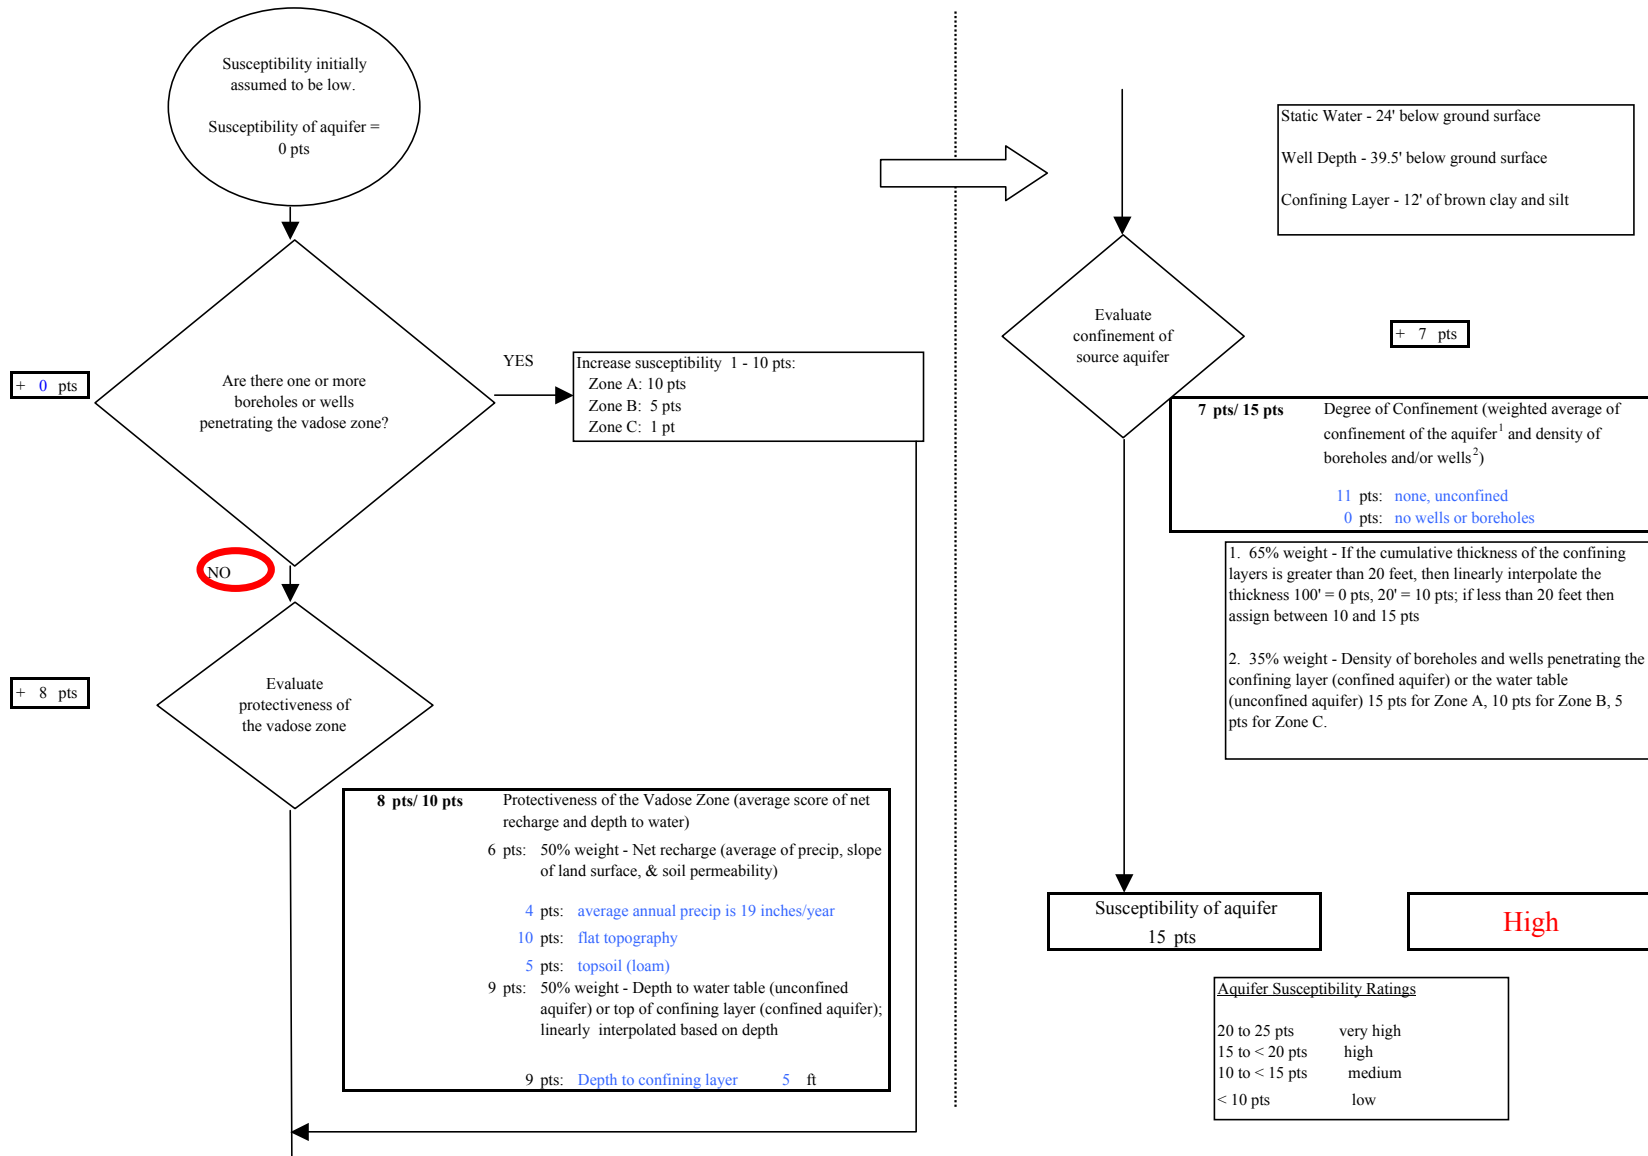 Susceptibility initially
assumed to be low.
Susceptibility of aquifer =
0 pts
+ 0 pts
Are there one or more
boreholes or wells
penetrating the vadose zone?
YES
Increase susceptibility 1 - 10 pts:
Zone A: 10 pts
Zone B: 5 pts
Zone C: 1 pt
NO
+ 8 pts
Evaluate
protectiveness of
the vadose zone
8 pts/ 10 pts Protectiveness of the Vadose Zone (average score of net
recharge and depth to water)
6 pts: 50% weight - Net recharge (average of precip, slope
of land surface, & soil permeability)
4 pts: average annual precip is 19 inches/year
10 pts: flat topography
5 pts: topsoil (loam)
9 pts: 50% weight - Depth to water table (unconfined
aquifer) or top of confining layer (confined aquifer);
linearly interpolated based on depth
9 pts: Depth to confining layer 5 ft
Static Water - 24' below ground surface
Well Depth - 39.5' below ground surface
Confining Layer - 12' of brown clay and silt
Evaluate
confinement of
source aquifer
+ 7 pts
7 pts/ 15 pts Degree of Confinement (weighted average of
confinement of the aquifer1 and density of
boreholes and/or wells2)
11 pts: none, unconfined
0 pts: no wells or boreholes
1. 65% weight - If the cumulative thickness of the confining
layers is greater than 20 feet, then linearly interpolate the
thickness 100' = 0 pts, 20' = 10 pts; if less than 20 feet then
assign between 10 and 15 pts
2. 35% weight - Density of boreholes and wells penetrating the
confining layer (confined aquifer) or the water table
(unconfined aquifer) 15 pts for Zone A, 10 pts for Zone B, 5
pts for Zone C.
Susceptibility of aquifer
15 pts
High
Aquifer Susceptibility Ratings
20 to 25 pts very high
15 to < 20 pts high
10 to < 15 pts medium
< 10 pts low